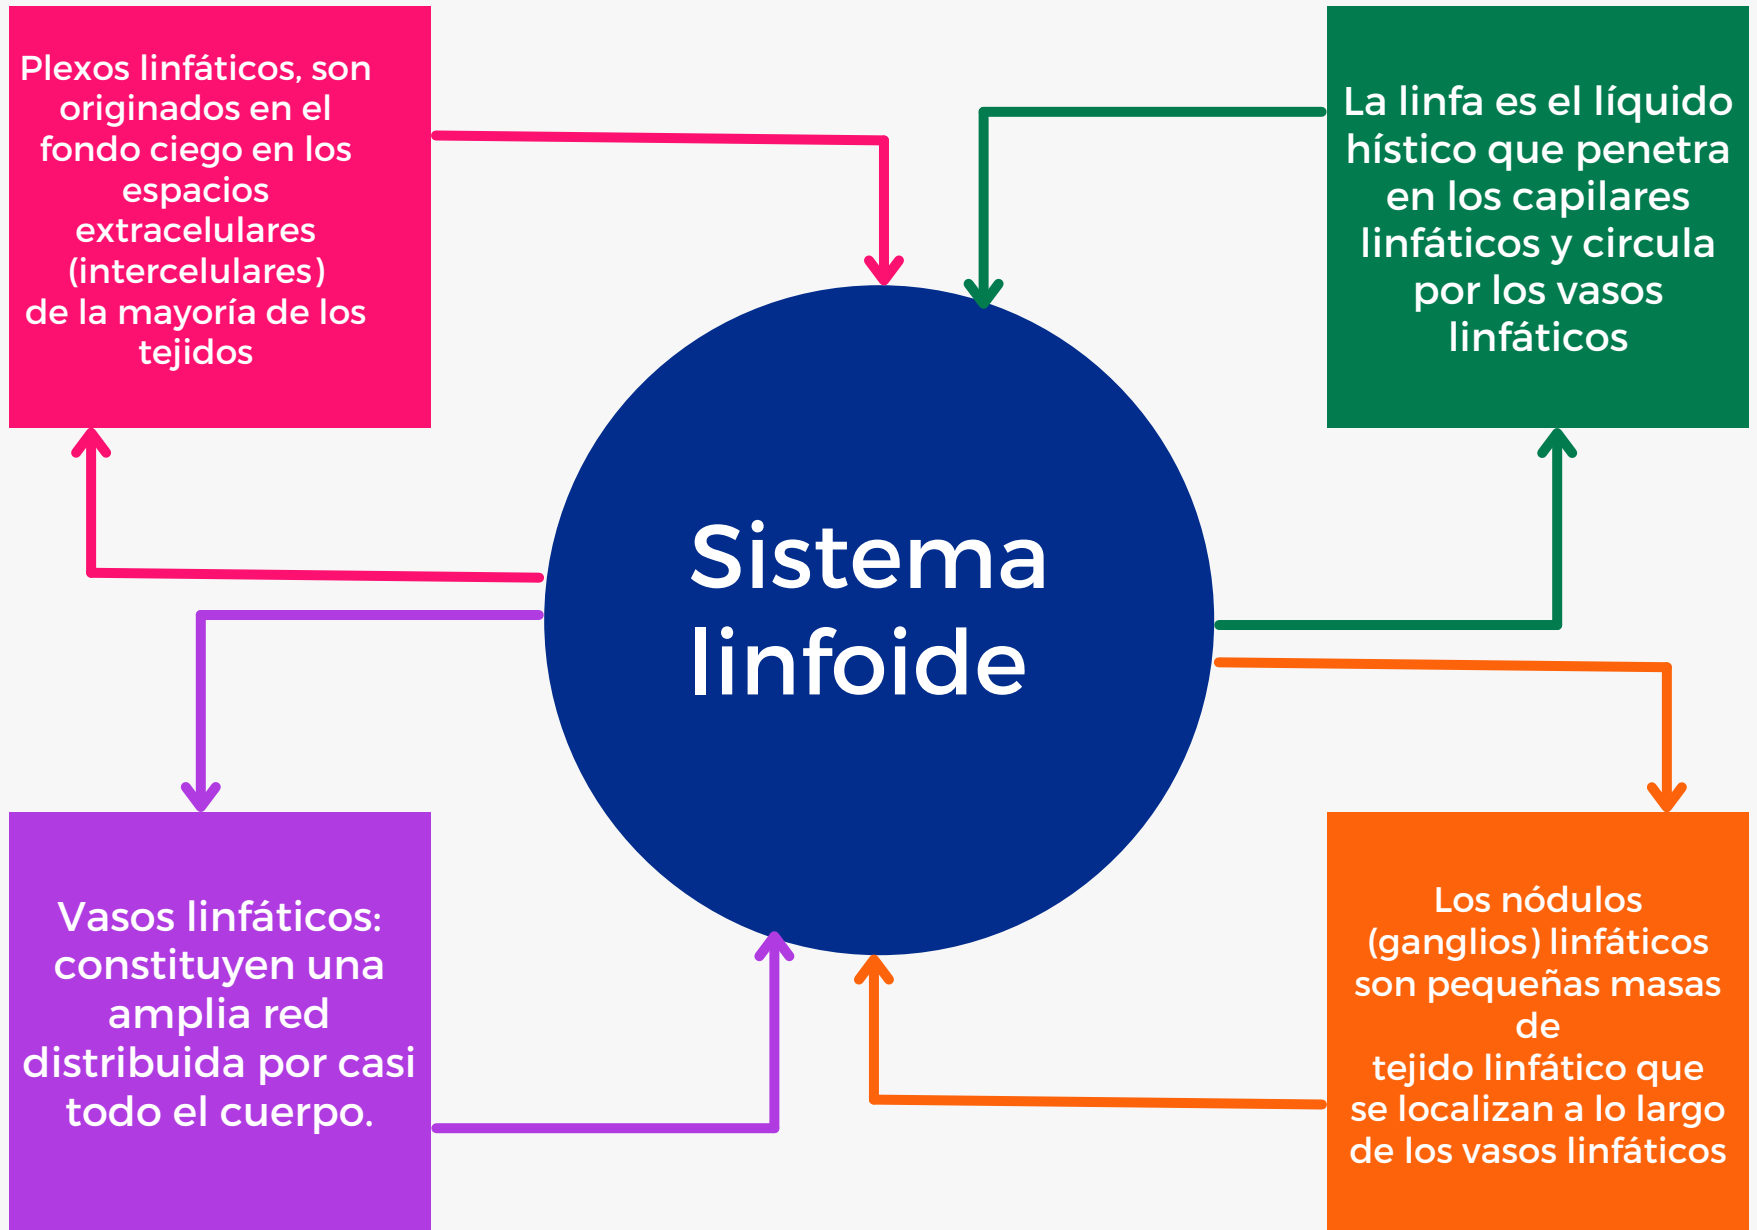 Plexos linfáticos, son
originados en el
fondo ciego en los
espacios
extracelulares
(intercelulares)
de la mayoría de los
tejidos
La linfa es el líquido
hístico que penetra
en los capilares
linfáticos y circula
por los vasos
linfáticos
Sistema
linfoide
Vasos linfáticos:
constituyen una
amplia red
distribuida por casi
todo el cuerpo.
Los nódulos
(ganglios) linfáticos
son pequeñas masas
de
tejido linfático que
se localizan a lo largo
de los vasos linfáticos